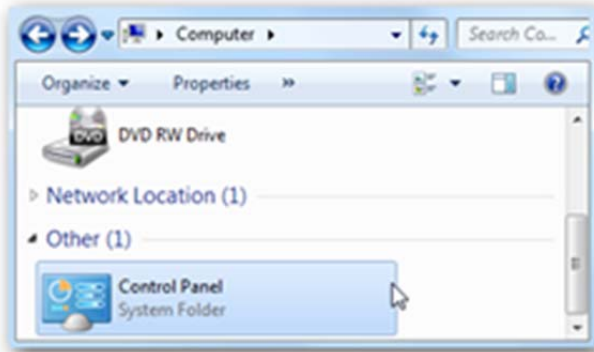 Computer
Search Co...
Organize Properties »
DVD
DVD RW Drive
Network Location (1)
Other (1)
Control Panel
System Folder